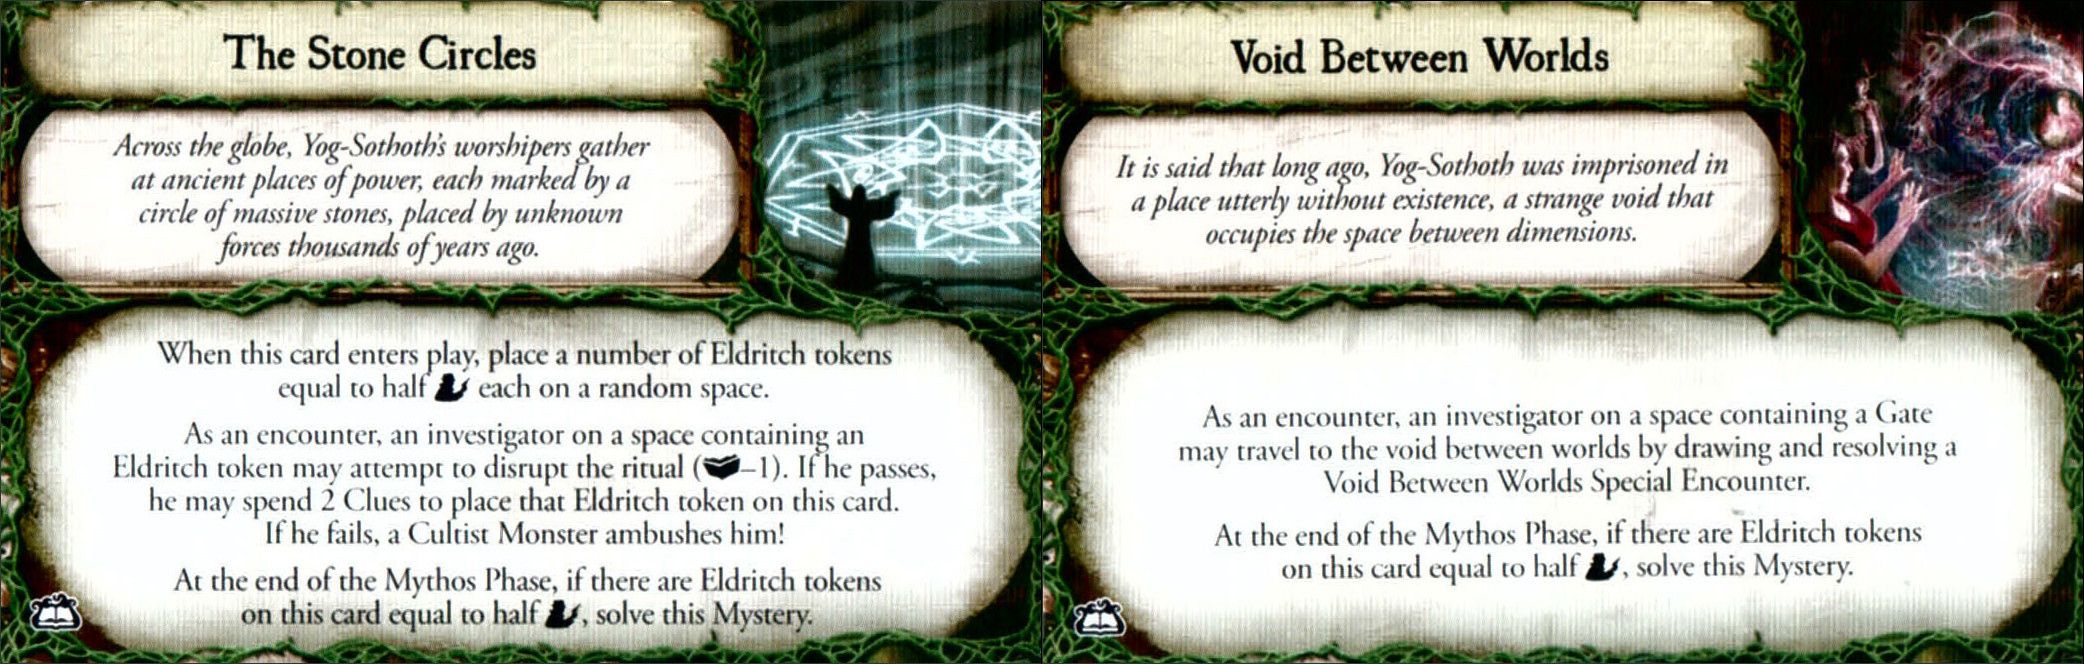 The Stone Circles
Across the globe, Yog-Sothoth's worshipers gather
at ancient places of power, each marked by a
circle of massive stones, placed by unknown
forces thousands of years ago.
When this card enters play, place a number of Eldritch tokens
equal to half each on a random space.
As an encounter, an investigator on a space containing an
Eldritch token may attempt to disrupt the ritual ( –1). If he passes,
he may spend 2 Clues to place that Eldritch token on this card.
If he fails, a Cultist Monster ambushes him!
At the end of the Mythos Phase, if there are Eldritch tokens
on this card equal to half , solve this Mystery.
Void Between Worlds
It is said that long ago, Yog-Sothoth was imprisoned in
a place utterly without existence, a strange void that
occupies the space between dimensions.
As an encounter, an investigator on a space containing a Gate
may travel to the void between worlds by drawing and resolving a
Void Between Worlds Special Encounter.
At the end of the Mythos Phase, if there are Eldritch tokens
on this card equal to half , solve this Mystery.